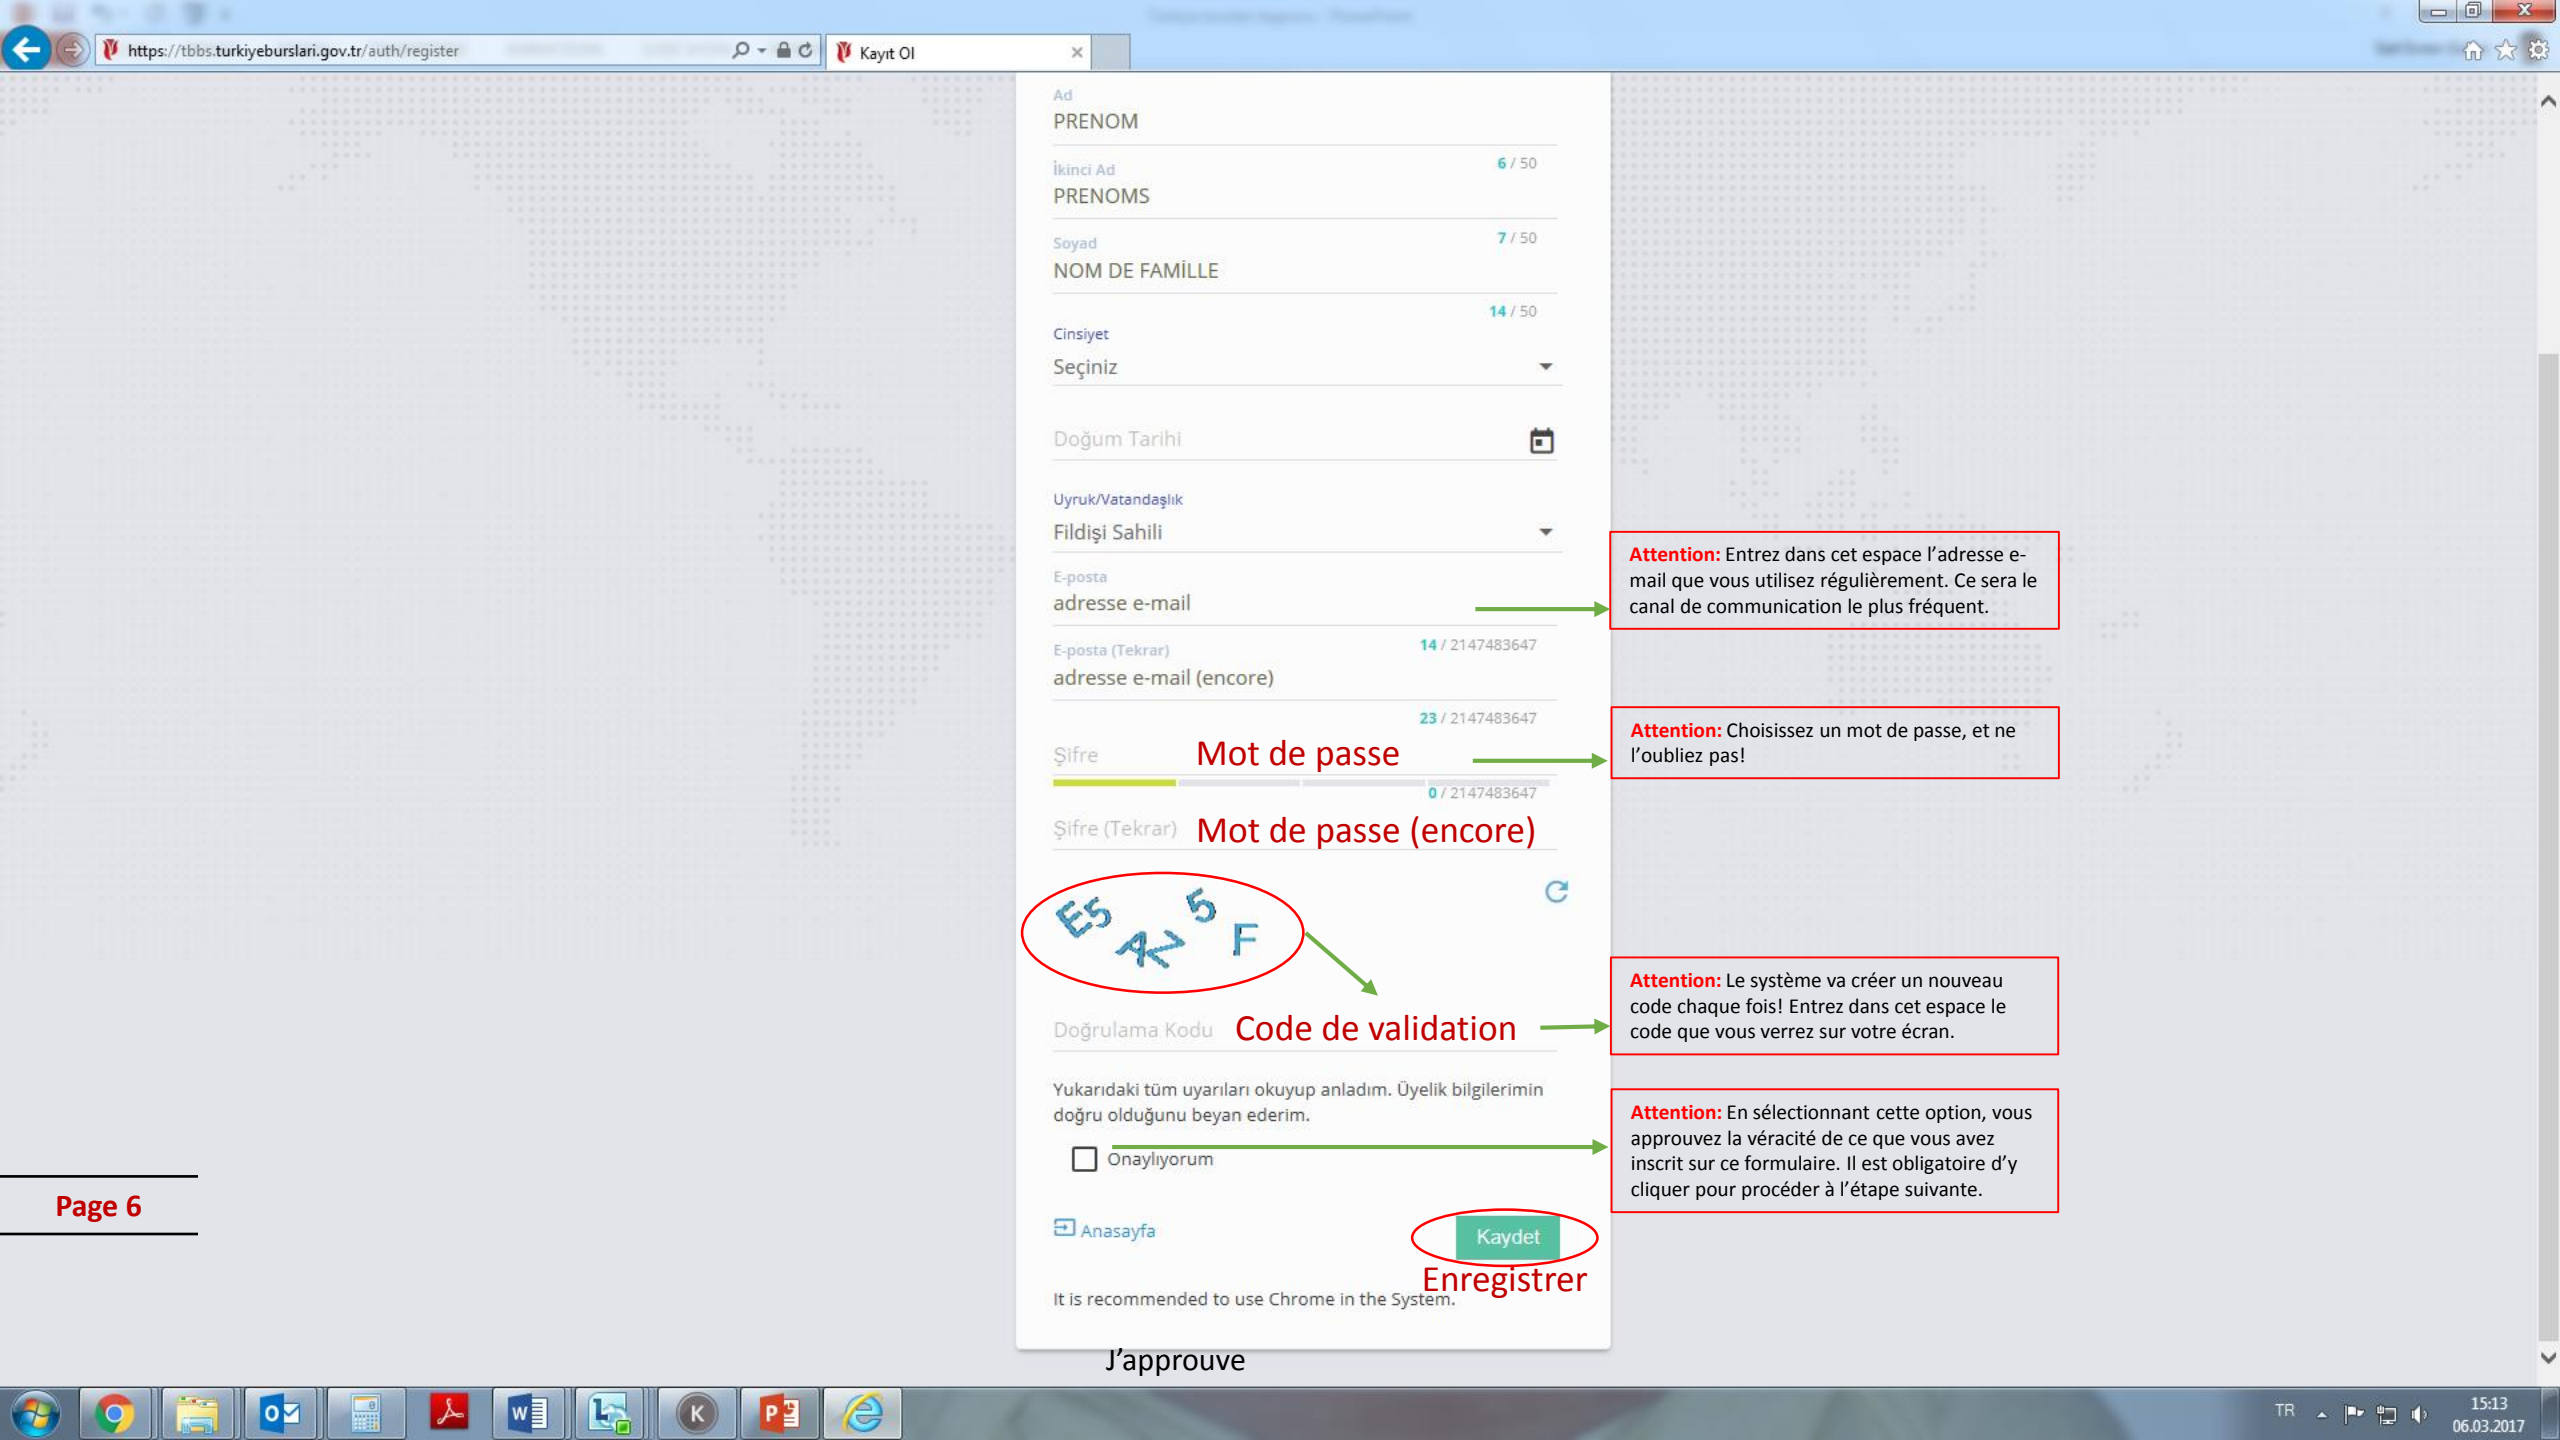 https://tbbs.turkiyeburslari.gov.tr/auth/register
Kayıt Ol
Ad
PRENOM
6 / 50
İkinci Ad
PRENOMS
7 / 50
Soyad
NOM DE FAMİLLE
14 / 50
Cinsiyet
Seçiniz
Doğum Tarihi
Uyruk/Vatandaşlık
Fildişi Sahili
E-posta
adresse e-mail
Attention: Entrez dans cet espace l’adresse e-
mail que vous utilisez régulièrement. Ce sera le
canal de communication le plus fréquent.
14 / 2147483647
E-posta (Tekrar)
adresse e-mail (encore)
23 / 2147483647
Şifre Mot de passe
Attention: Choisissez un mot de passe, et ne
l’oubliez pas!
0 / 2147483647
Şifre (Tekrar) Mot de passe (encore)
E5 AZ 5 F
Doğrulama Kodu Code de validation
Attention: Le système va créer un nouveau
code chaque fois! Entrez dans cet espace le
code que vous verrez sur votre écran.
Yukarıdaki tüm uyarıları okuyup anladım. Üyelik bilgilerimin
doğru olduğunu beyan ederim.
Onaylıyorum
Attention: En sélectionnant cette option, vous
approuvez la véracité de ce que vous avez
inscrit sur ce formulaire. Il est obligatoire d’y
cliquer pour procéder à l’étape suivante.
Page 6
Anasayfa
Kaydet
Enregistrer
It is recommended to use Chrome in the System.
J’approuve
TR
15:13
06.03.2017